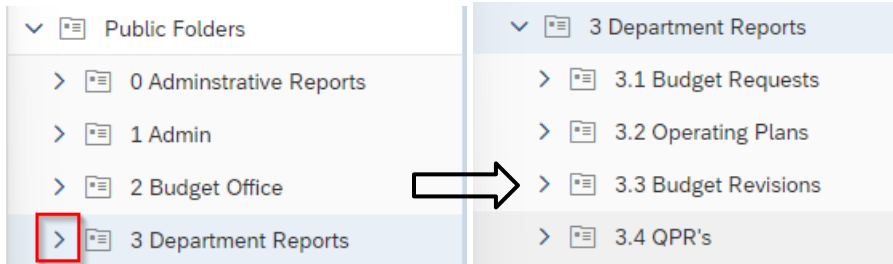 Public Folders
0 Adminstrative Reports
1 Admin
2 Budget Office
3 Department Reports
3 Department Reports
3.1 Budget Requests
3.2 Operating Plans
3.3 Budget Revisions
3.4 QPR's